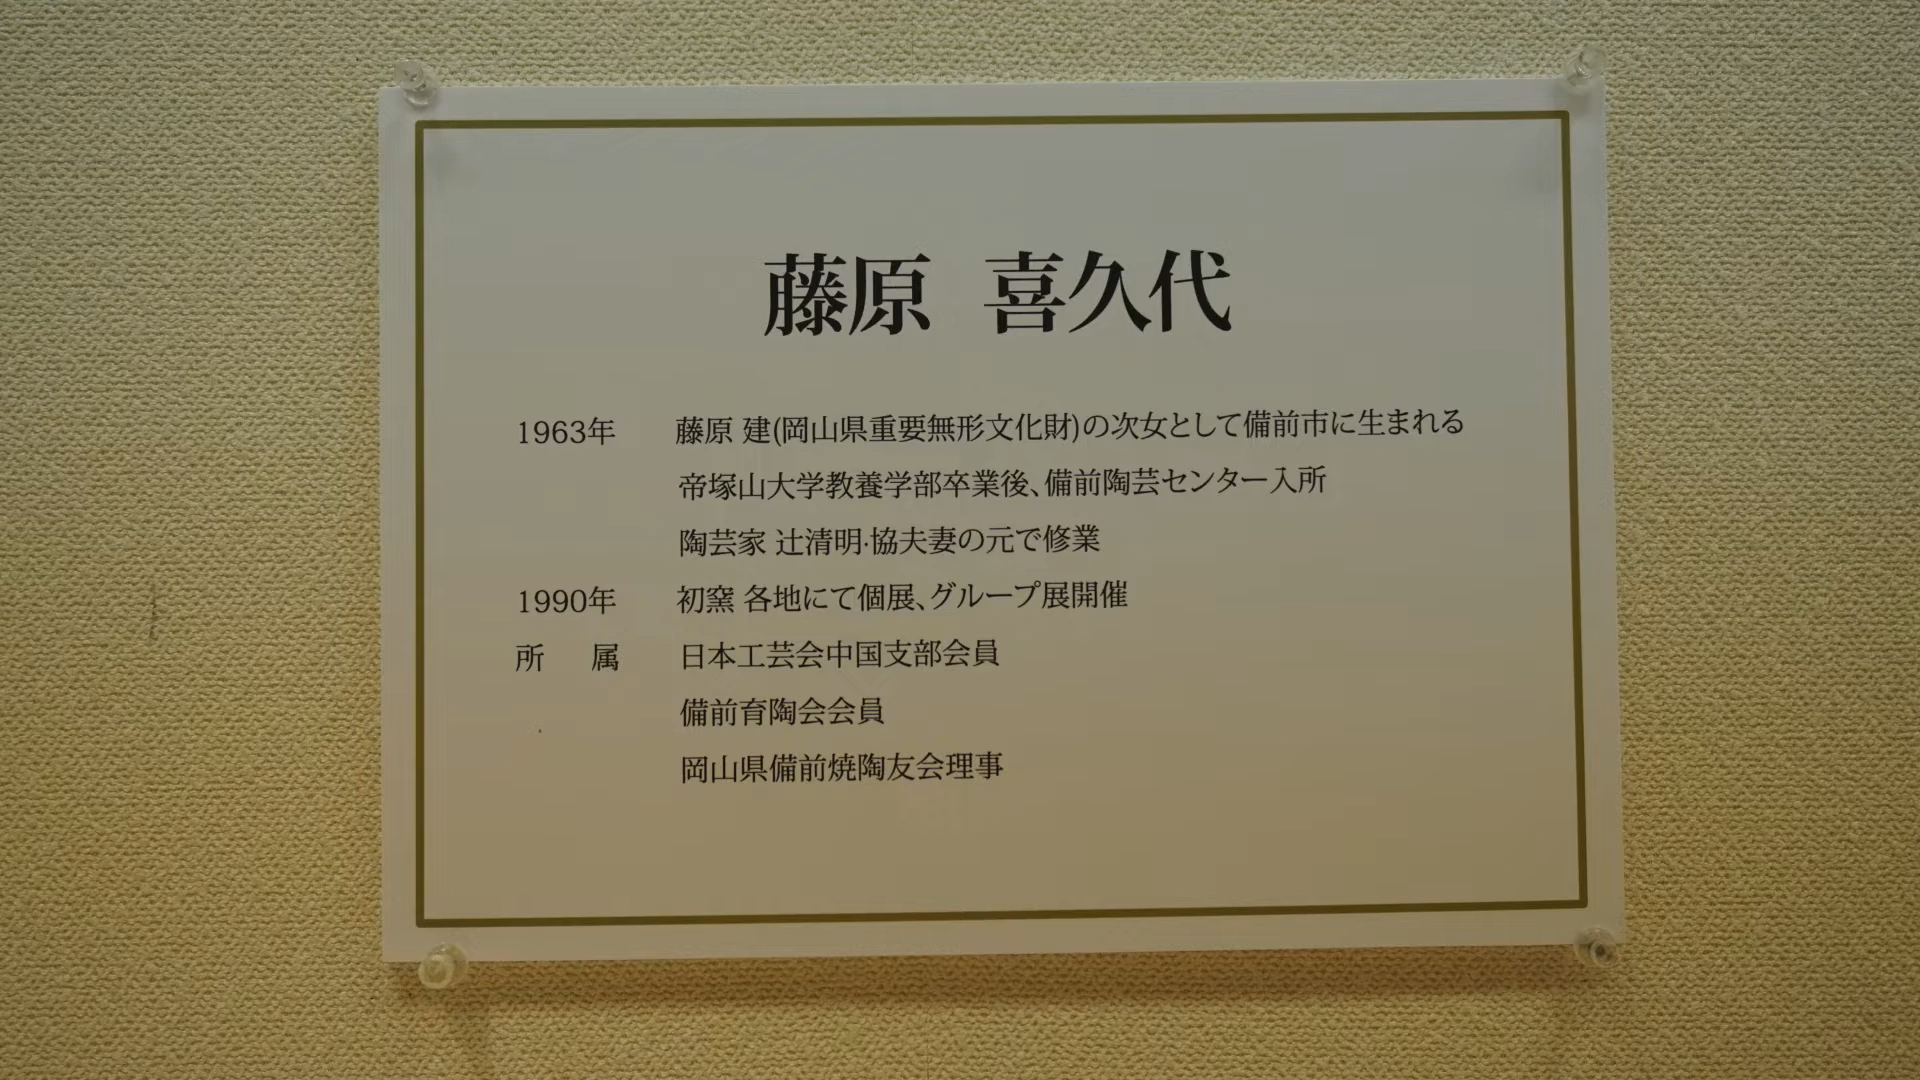 藤原 喜久代
1963年 藤原 建(岡山県重要無形文化財)の次女として備前市に生まれる
帝塚山大学教養学部卒業後、備前陶芸センター入所
陶芸家 辻清明·協夫妻の元で修業
1990年 初窯 各地にて個展、グループ展開催
所 属 日本工芸会中国支部会員
備前育陶会会員
岡山県備前焼陶友会理事